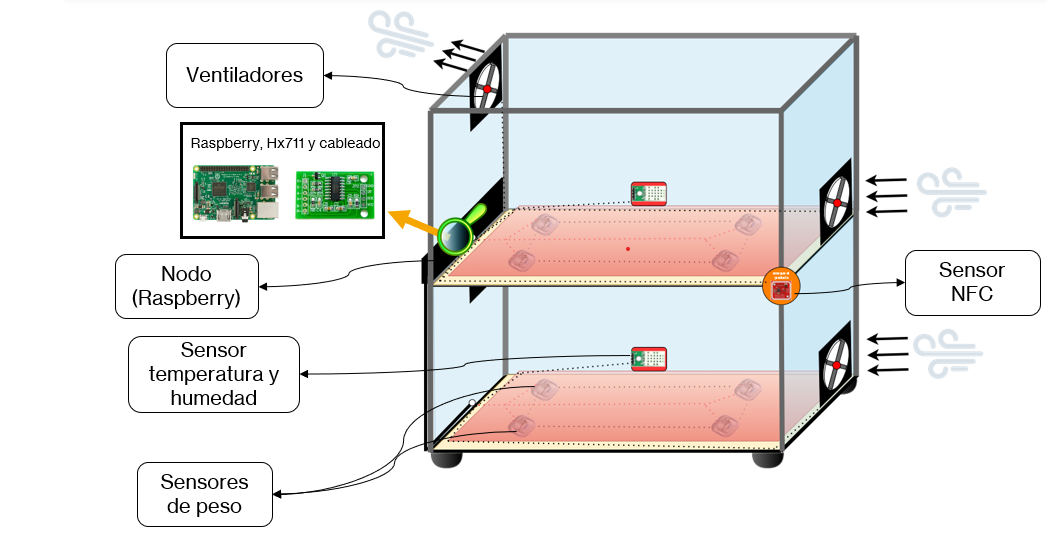 Ventiladores
Raspberry, Hx711 y cableado
Nodo
(Raspberry)
Sensor
NFC
Sensor
temperatura y
humedad
Sensores
de peso